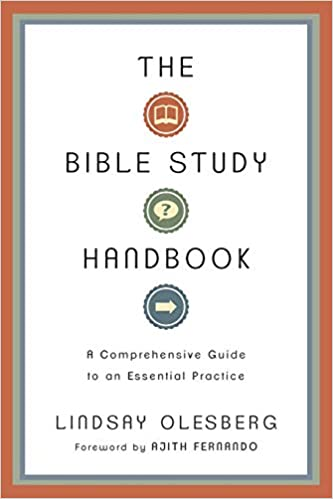 THE
BIBLE STUDY
?
HANDBOOK
A Comprehensive Guide
to an Essential Practice
LINDSAY OLESBERG
Foreword by AJITH FERNANDO